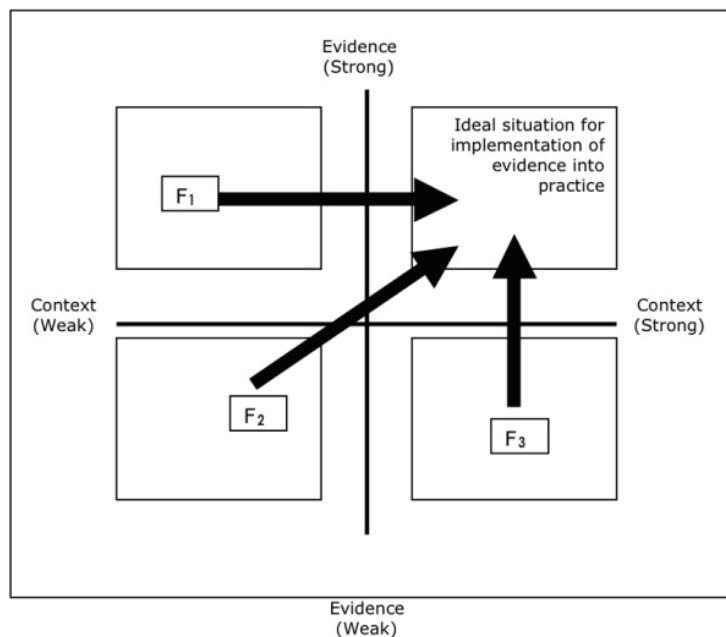 Evidence
(Strong)
Ideal situation for
implementation of
evidence into
practice
F₁
Context
(Weak)
Context
(Strong)
F₂
F₃
Evidence
(Weak)